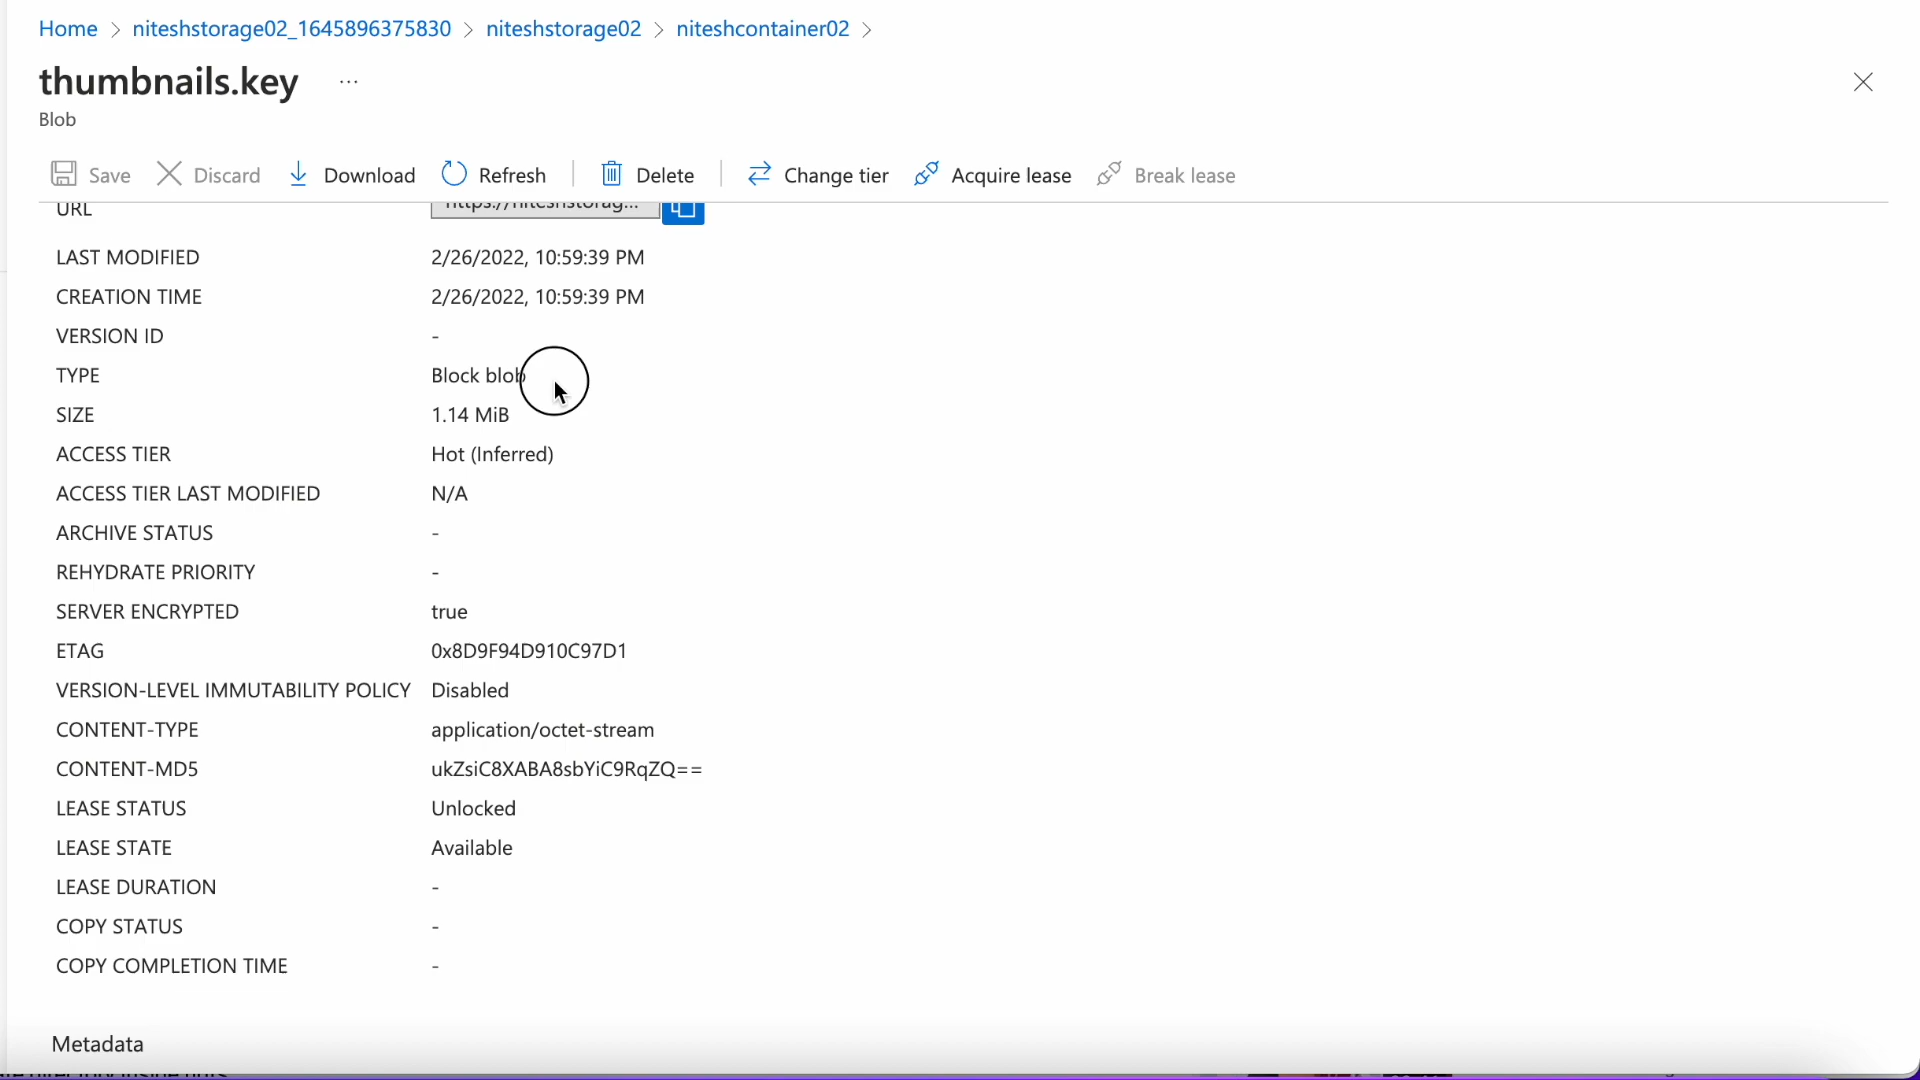 Home > niteshstorage02_1645896375830 > niteshstorage02 > niteshcontainer02 >
thumbnails.key ...
Blob
Save Discard Download Refresh Delete Change tier Acquire lease Break lease
URL https://niteshstorag...
LAST MODIFIED 2/26/2022, 10:59:39 PM
CREATION TIME 2/26/2022, 10:59:39 PM
VERSION ID -
TYPE Block blob
SIZE 1.14 MiB
ACCESS TIER Hot (Inferred)
ACCESS TIER LAST MODIFIED N/A
ARCHIVE STATUS -
REHYDRATE PRIORITY -
SERVER ENCRYPTED true
ETAG 0x8D9F94D910C97D1
VERSION-LEVEL IMMUTABILITY POLICY Disabled
CONTENT-TYPE application/octet-stream
CONTENT-MD5 ukZsiC8XABA8sbYiC9RqZQ==
LEASE STATUS Unlocked
LEASE STATE Available
LEASE DURATION -
COPY STATUS -
COPY COMPLETION TIME -
Metadata